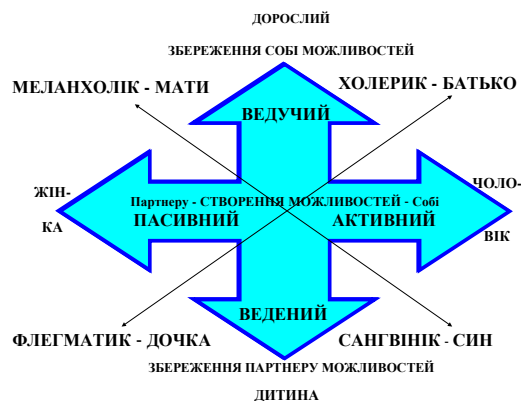 ДОРОСЛИЙ
ЗБЕРЕЖЕННЯ СОБІ МОЖЛИВОСТЕЙ
МЕЛАНХОЛІК - МАТИ
ХОЛЕРИК - БАТЬКО
ВЕДУЧИЙ
ЖІН-
КА
ЧОЛО-
ВІК
Партнеру - СТВОРЕННЯ МОЖЛИВОСТЕЙ - Собі
ПАСИВНИЙ
АКТИВНИЙ
ВЕДЕНИЙ
ФЛЕГМАТИК - ДОЧКА
САНГВІНІК - СИН
ЗБЕРЕЖЕННЯ ПАРТНЕРУ МОЖЛИВОСТЕЙ
ДИТИНА